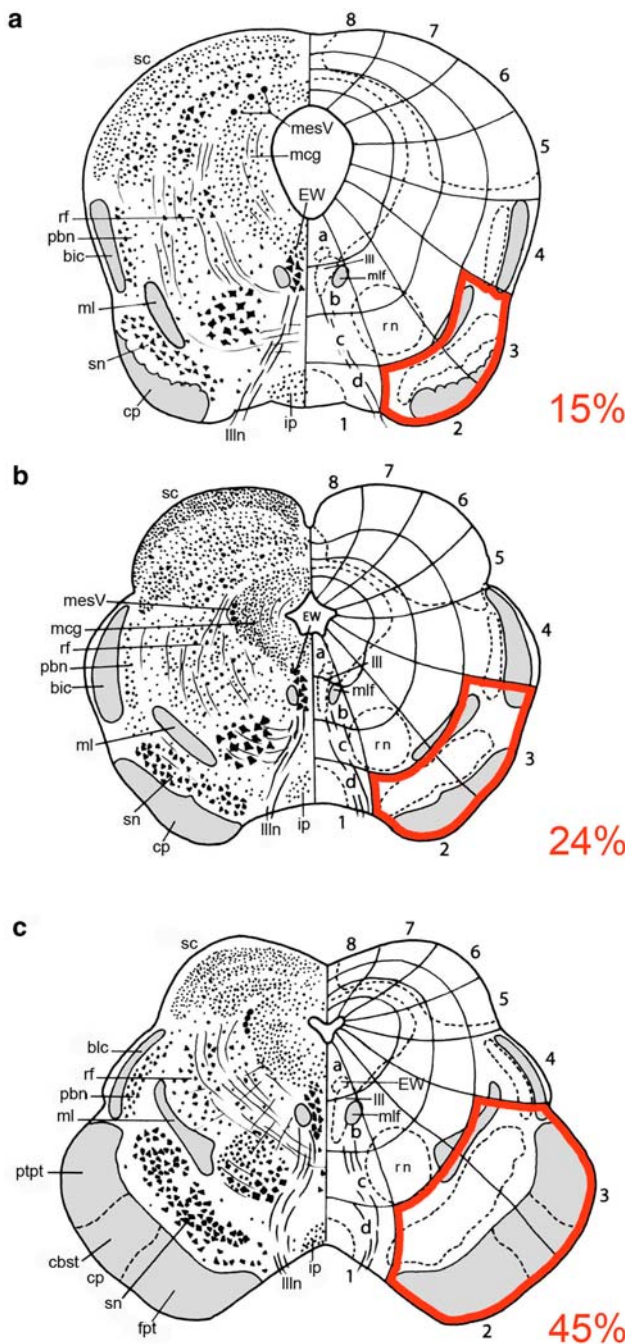 a
8
7
sc
6
mesV
mcg
5
EW
rf
a
pbn
III
4
bic
mlf
b
ml
rn
c
3
sn
d
cp
15%
IIIn
ip
1
2
b
8
7
sc
6
5
mesV
EW
mcg
4
rf
a
III
pbn
mlf
bic
b
rn
ml
c
3
d
sn
IIIn
ip
1
cp
2
24%
c
sc
8
7
6
5
blc
4
rf
a
EW
pbn
III
ml
mlf
b
rn
ptpt
c
3
d
cbst
cp
ip
1
sn
IIIn
fpt
2
45%